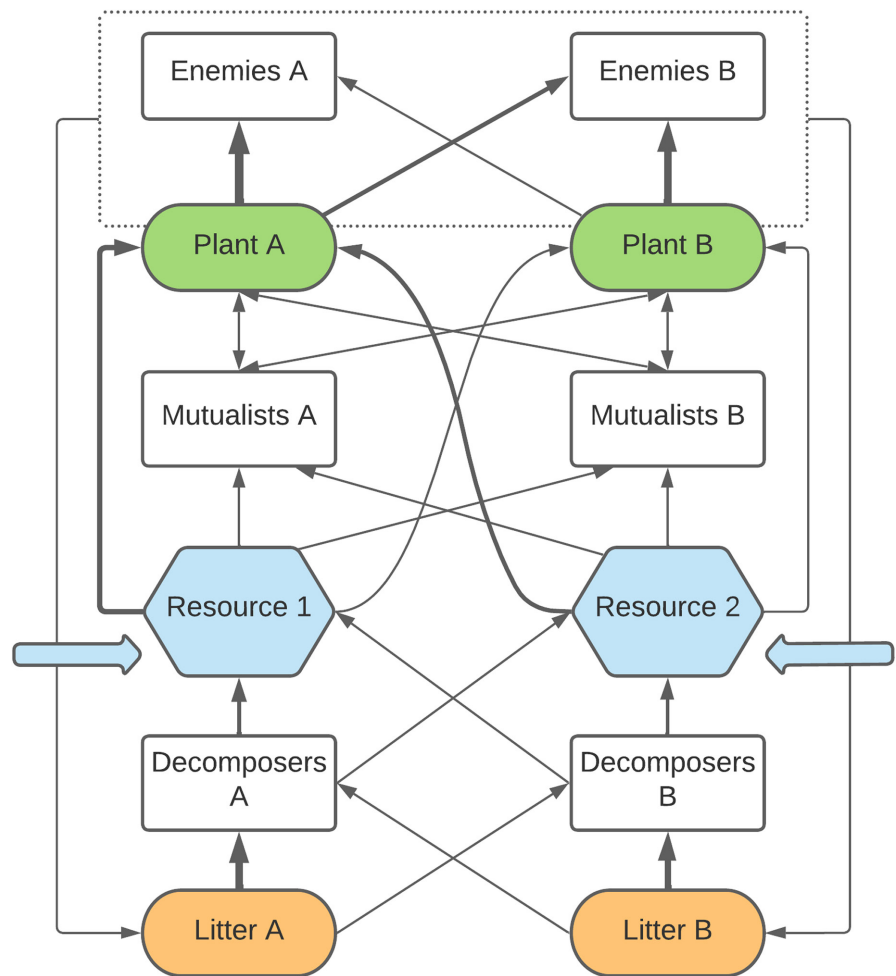 Enemies A
Enemies B
Plant A
Plant B
Mutualists A
Mutualists B
Resource 1
Resource 2
Decomposers
A
Decomposers
B
Litter A
Litter B